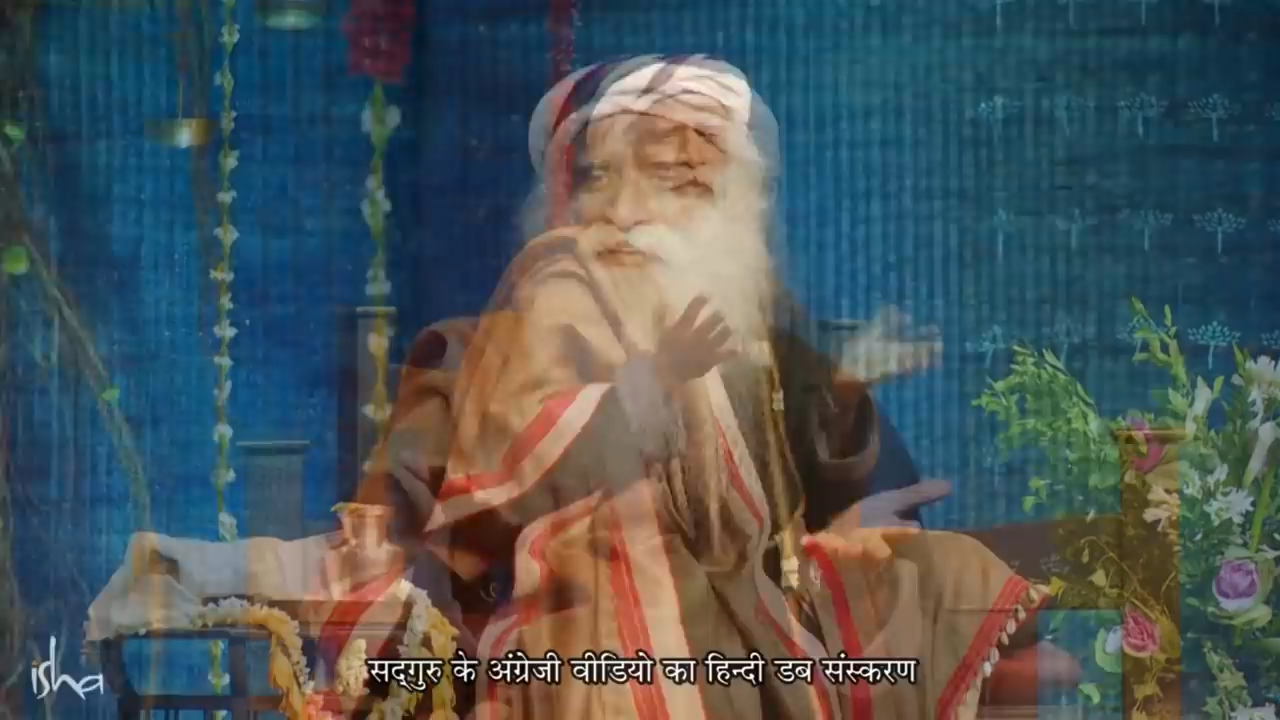 isha
सद्गुरु के अंग्रेजी वीडियो का हिन्दी डब संस्करण